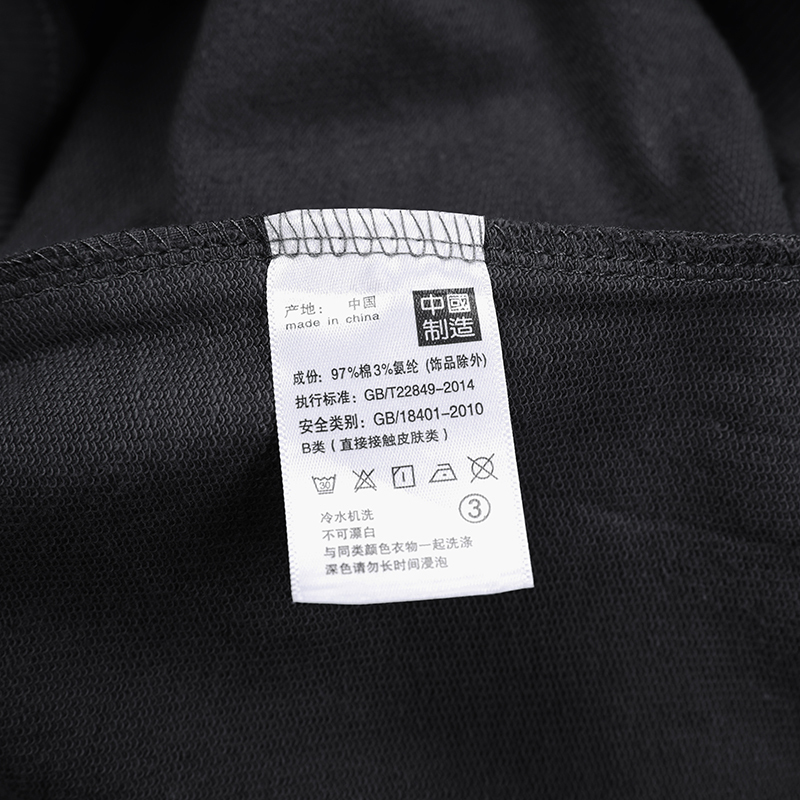 产地： 中国
made in china
中國
制造
成份: 97%棉3%氨纶 (饰品除外)
执行标准: GB/T22849-2014
安全类别: GB/18401-2010
B类 ( 直接接触皮肤类 )
30
③
冷水机洗
不可漂白
与同类颜色衣物一起洗涤
深色请勿长时间浸泡